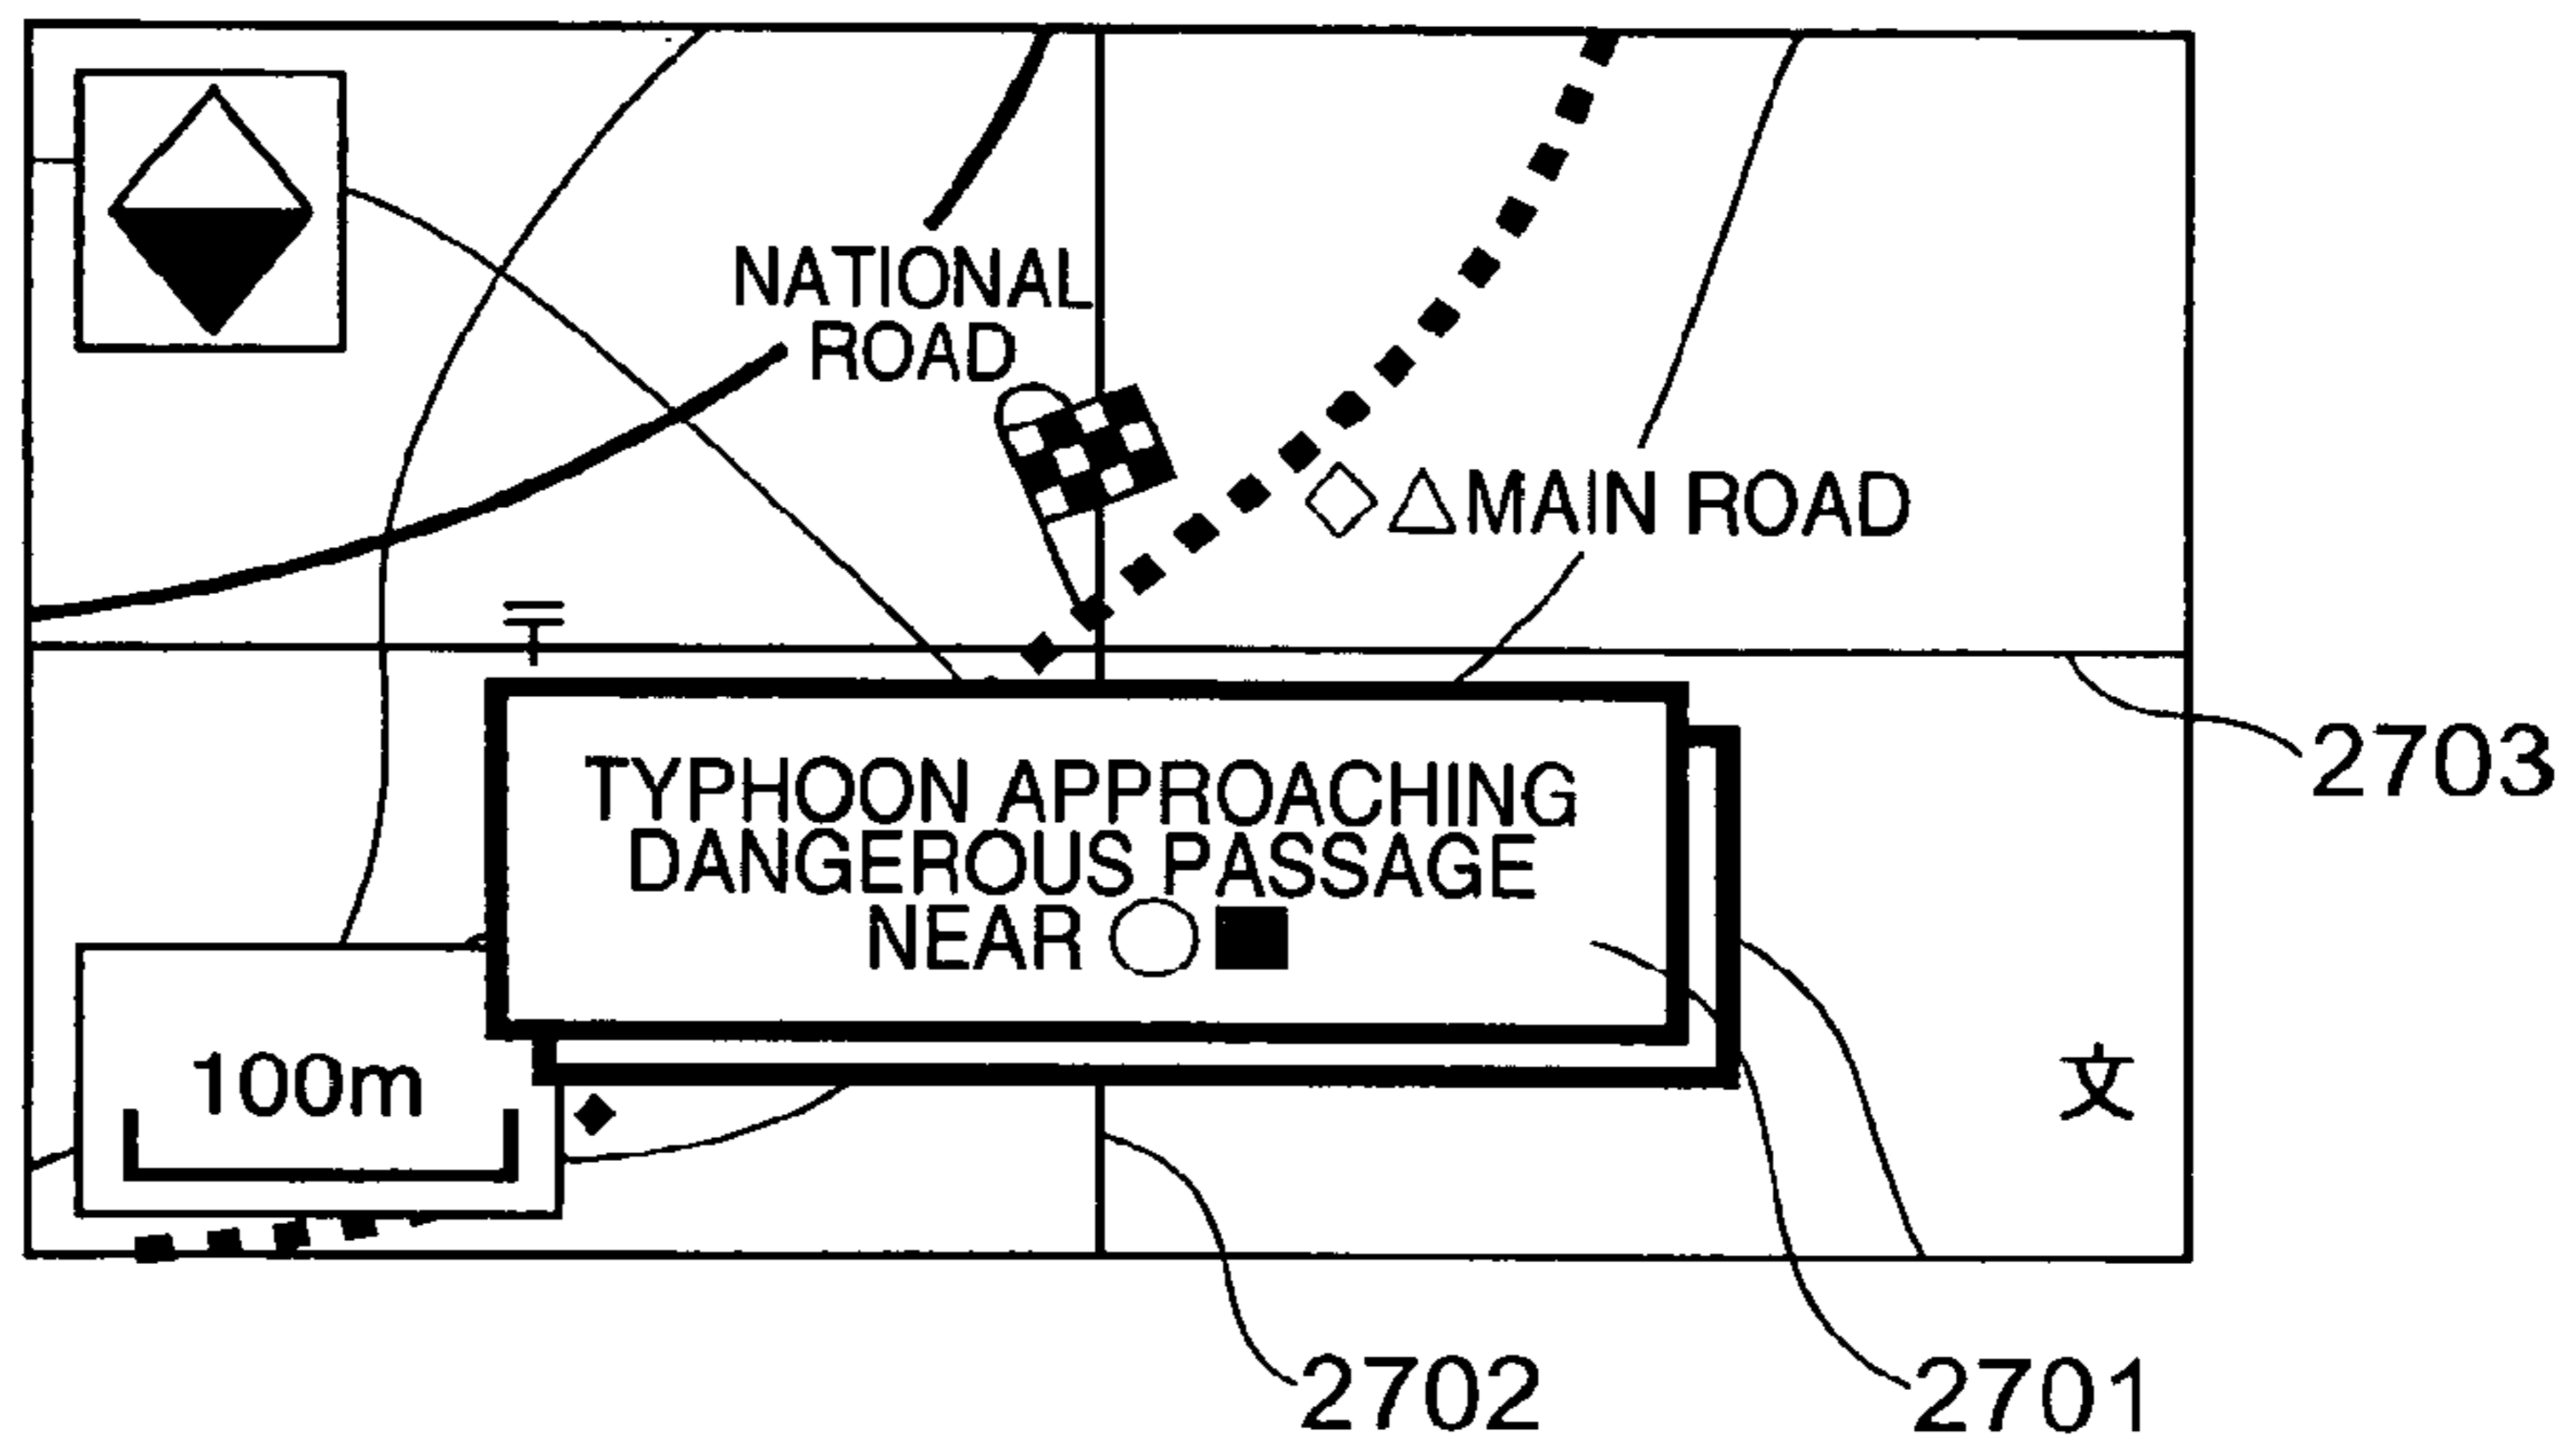 NATIONAL
ROAD
◇△MAIN ROAD
〒
TYPHOON APPROACHING
DANGEROUS PASSAGE
NEAR ○■
2703
100m
文
2702
2701